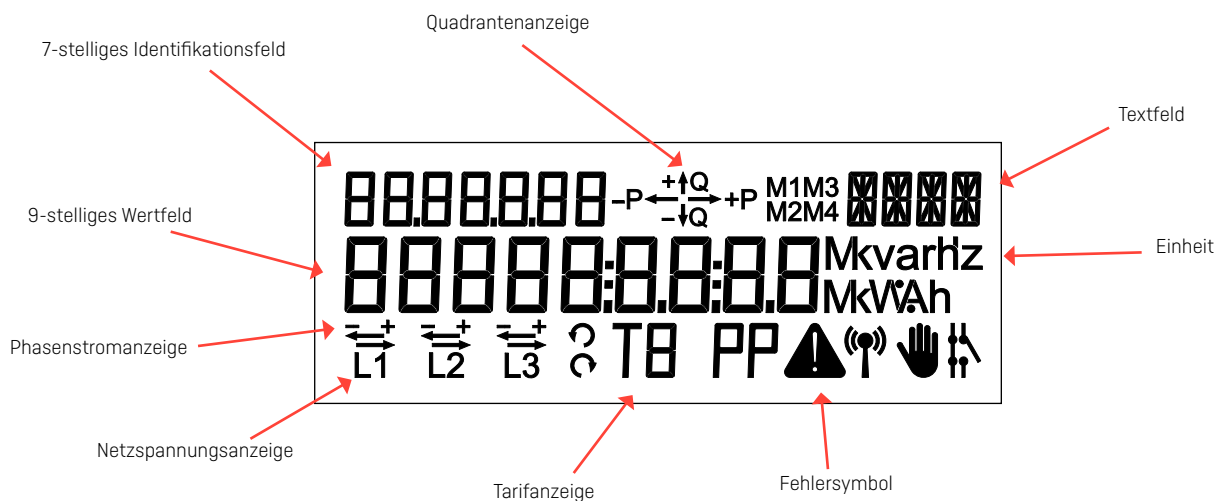 Quadrantenanzeige
7-stelliges Identifikationsfeld
Textfeld
9-stelliges Wertfeld
Einheit
Phasenstromanzeige
Netzspannungsanzeige
Tarifanzeige
Fehlersymbol
88.8.8.88
+Q
-P +P
-Q
M1M3
M2M4
88888:8.8:8.8
Mkvarhz
MkWAh
- + - + - +
L1 L2 L3 T8 PP